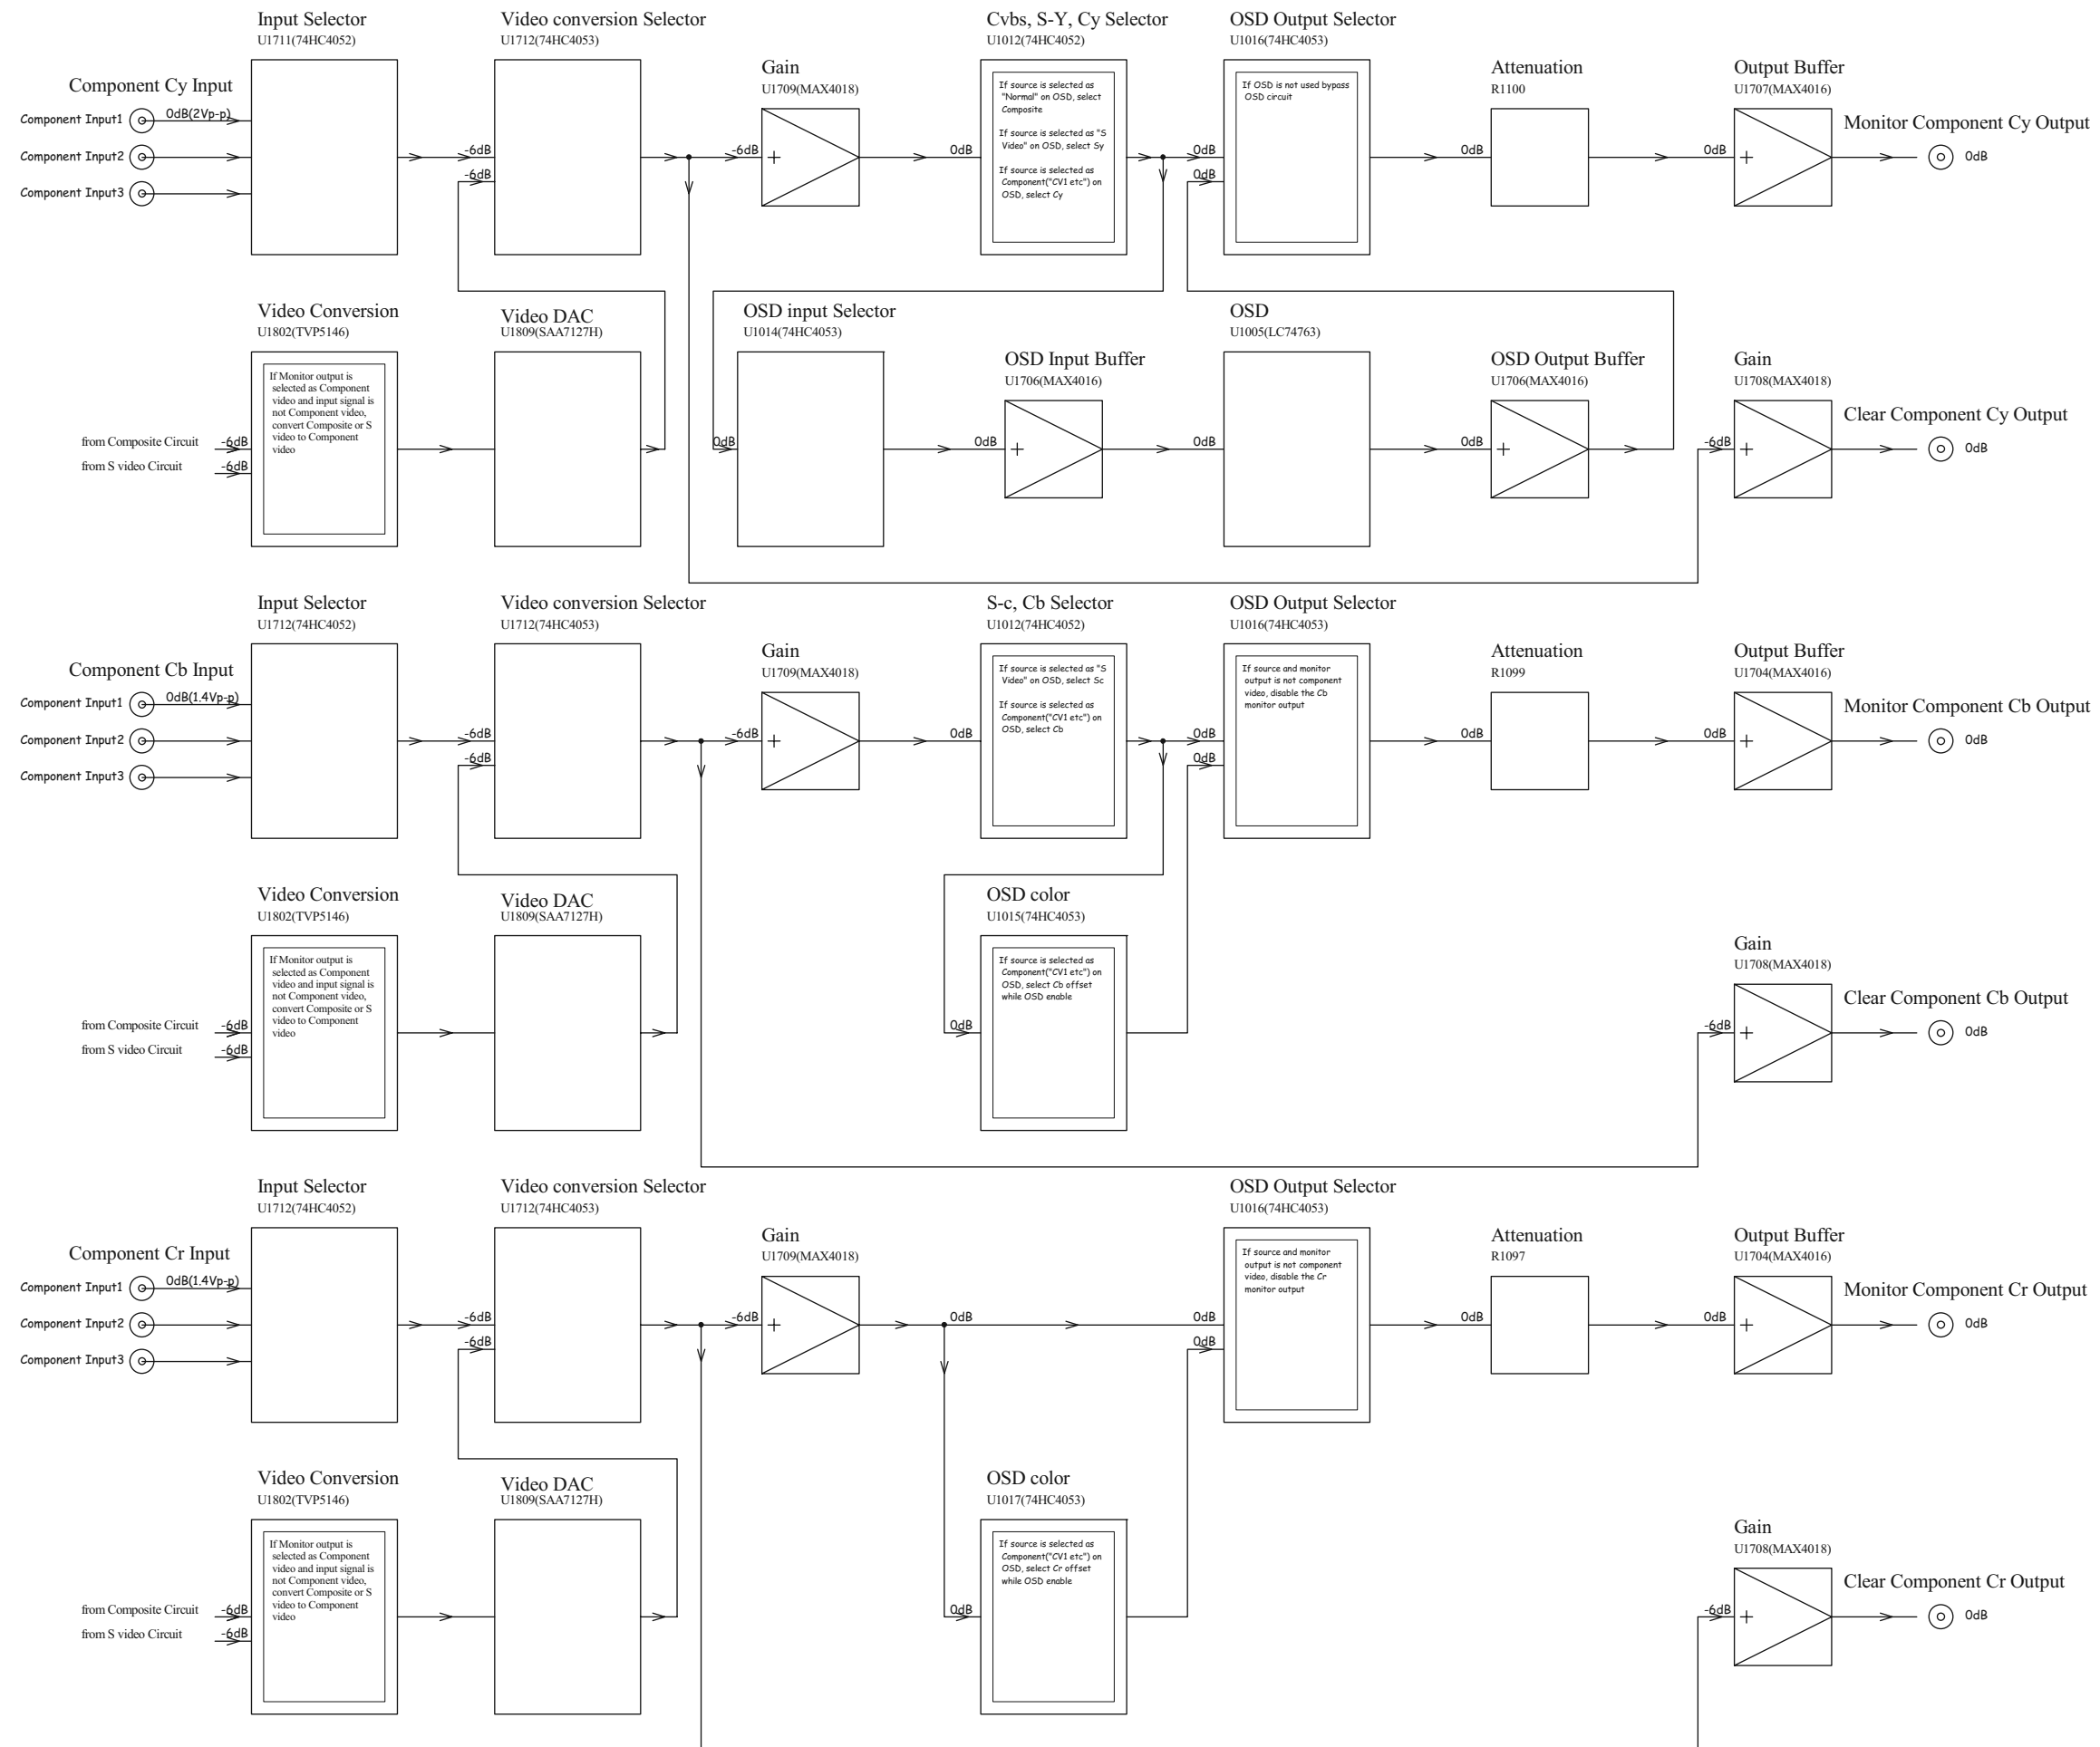 Input Selector
U1711(74HC4052)
Video conversion Selector
U1712(74HC4053)
Cvbs, S-Y, Cy Selector
U1012(74HC4052)
OSD Output Selector
U1016(74HC4053)
Component Cy Input
Gain
U1709(MAX4018)
Attenuation
R1100
Output Buffer
U1707(MAX4016)
If source is selected as
"Normal" on OSD, select
Composite
If source is selected as "S
Video" on OSD, select Sy
If source is selected as
Component("CV1 etc") on
OSD, select Cy
If OSD is not used bypass
OSD circuit
Component Input1
0dB(2Vp-p)
Component Input2
Component Input3
-6dB
-6dB
-6dB
0dB
0dB
0dB
0dB
0dB
Monitor Component Cy Output
0dB
Video Conversion
U1802(TVP5146)
Video DAC
U1809(SAA7127H)
OSD input Selector
U1014(74HC4053)
OSD Input Buffer
U1706(MAX4016)
OSD
U1005(LC74763)
OSD Output Buffer
U1706(MAX4016)
Gain
U1708(MAX4018)
If Monitor output is
selected as Component
video and input signal is
not Component video,
convert Composite or S
video to Component
video
from Composite Circuit
-6dB
from S video Circuit
-6dB
0dB
0dB
0dB
0dB
-6dB
Clear Component Cy Output
0dB
Input Selector
U1712(74HC4052)
Video conversion Selector
U1712(74HC4053)
S-c, Cb Selector
U1012(74HC4052)
OSD Output Selector
U1016(74HC4053)
Component Cb Input
Gain
U1709(MAX4018)
Attenuation
R1099
Output Buffer
U1704(MAX4016)
If source is selected as "S
Video" on OSD, select Sc
If source is selected as
Component("CV1 etc") on
OSD, select Cb
If source and monitor
output is not component
video, disable the Cb
monitor output
Component Input1
0dB(1.4Vp-p)
Component Input2
Component Input3
-6dB
-6dB
-6dB
0dB
0dB
0dB
0dB
0dB
Monitor Component Cb Output
0dB
Video Conversion
U1802(TVP5146)
Video DAC
U1809(SAA7127H)
OSD color
U1015(74HC4053)
Gain
U1708(MAX4018)
If Monitor output is
selected as Component
video and input signal is
not Component video,
convert Composite or S
video to Component
video
If source is selected as
Component("CV1 etc") on
OSD, select Cb offset
while OSD enable
from Composite Circuit
-6dB
from S video Circuit
-6dB
0dB
-6dB
Clear Component Cb Output
0dB
Input Selector
U1712(74HC4052)
Video conversion Selector
U1712(74HC4053)
OSD Output Selector
U1016(74HC4053)
Component Cr Input
Gain
U1709(MAX4018)
Attenuation
R1097
Output Buffer
U1704(MAX4016)
If source and monitor
output is not component
video, disable the Cr
monitor output
Component Input1
0dB(1.4Vp-p)
Component Input2
Component Input3
-6dB
-6dB
-6dB
0dB
0dB
0dB
0dB
0dB
Monitor Component Cr Output
0dB
Video Conversion
U1802(TVP5146)
Video DAC
U1809(SAA7127H)
OSD color
U1017(74HC4053)
Gain
U1708(MAX4018)
If Monitor output is
selected as Component
video and input signal is
not Component video,
convert Composite or S
video to Component
video
If source is selected as
Component("CV1 etc") on
OSD, select Cr offset
while OSD enable
from Composite Circuit
-6dB
from S video Circuit
-6dB
0dB
-6dB
Clear Component Cr Output
0dB